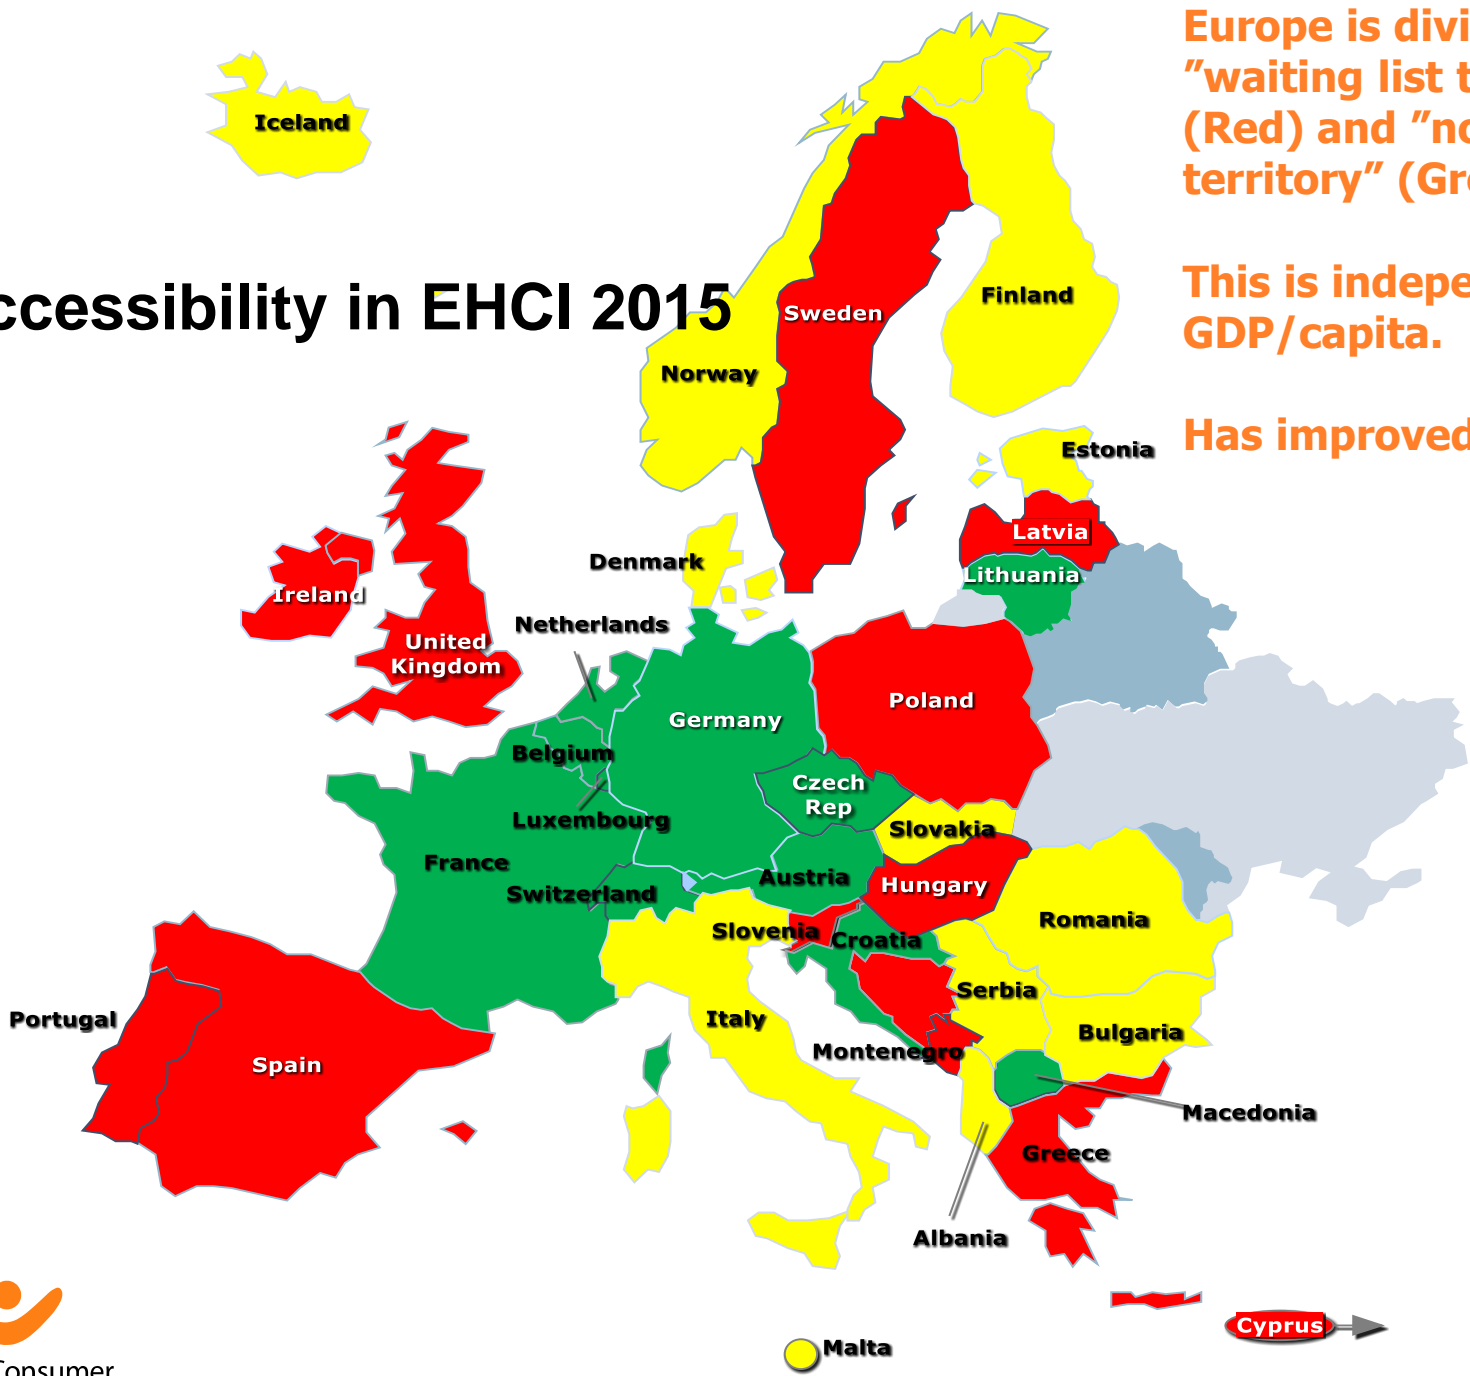 Europe is divi
”waiting list t
(Red) and ”no
territory” (Gr
This is indepe
GDP/capita.
Has improved
ccessibility in EHCI 2015
Iceland
Sweden
Finland
Norway
Estonia
Latvia
Denmark
Lithuania
Ireland
Netherlands
United
Kingdom
Poland
Germany
Belgium
Czech
Rep
Luxembourg
Slovakia
France
Austria
Hungary
Switzerland
Romania
Slovenia
Croatia
Serbia
Portugal
Italy
Bulgaria
Montenegro
Spain
Macedonia
Greece
Albania
Cyprus
Malta
Consumer